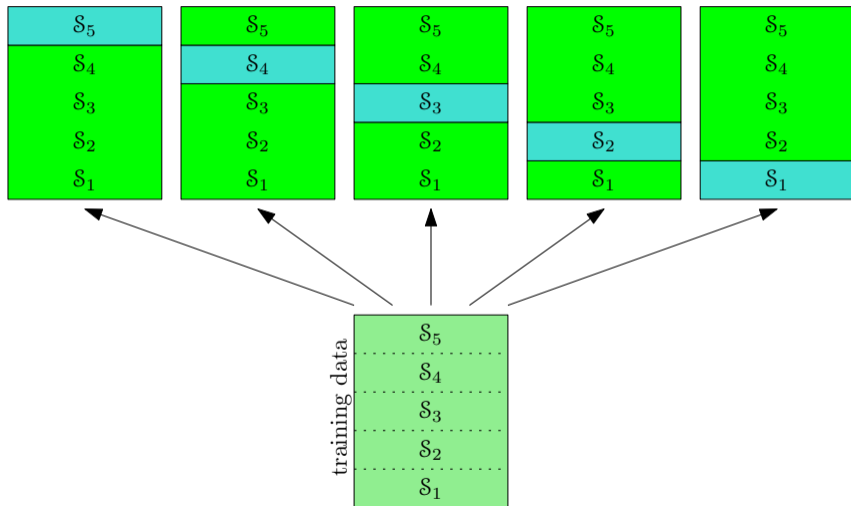 𝒮₅ 𝒮₅ 𝒮₅ 𝒮₅ 𝒮₅
𝒮₄ 𝒮₄ 𝒮₄ 𝒮₄ 𝒮₄
𝒮₃ 𝒮₃ 𝒮₃ 𝒮₃ 𝒮₃
𝒮₂ 𝒮₂ 𝒮₂ 𝒮₂ 𝒮₂
𝒮₁ 𝒮₁ 𝒮₁ 𝒮₁ 𝒮₁
training data
𝒮₅
𝒮₄
𝒮₃
𝒮₂
𝒮₁